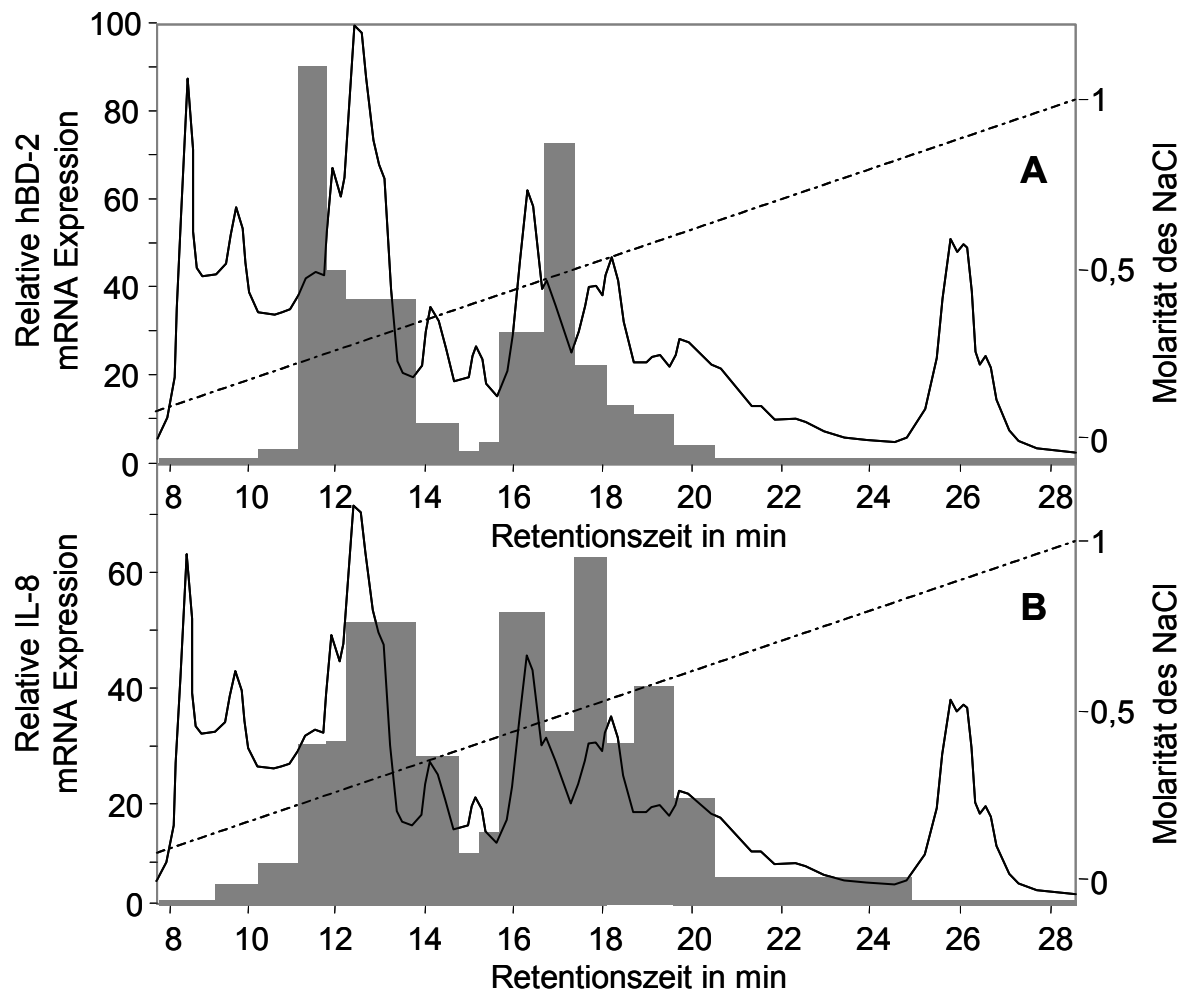 Relative hBD-2
mRNA Expression
100
80
60
40
20
0
A
1
0,5
0
Molarität des NaCl
8 10 12 14 16 18 20 22 24 26 28
Retentionszeit in min
Relative IL-8
mRNA Expression
60
40
20
0
B
1
0,5
0
Molarität des NaCl
8 10 12 14 16 18 20 22 24 26 28
Retentionszeit in min